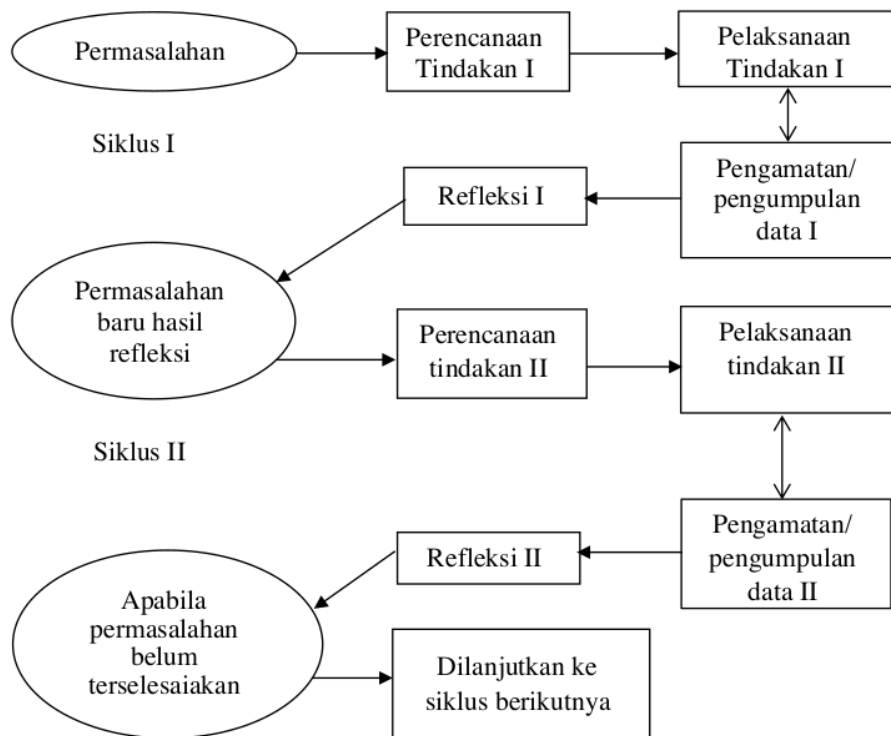 Permasalahan
Perencanaan
Tindakan I
Pelaksanaan
Tindakan I
Siklus I
Pengamatan/
pengumpulan
data I
Refleksi I
Permasalahan
baru hasil
refleksi
Perencanaan
tindakan II
Pelaksanaan
tindakan II
Siklus II
Pengamatan/
pengumpulan
data II
Refleksi II
Apabila
permasalahan
belum
terselesaiakan
Dilanjutkan ke
siklus berikutnya